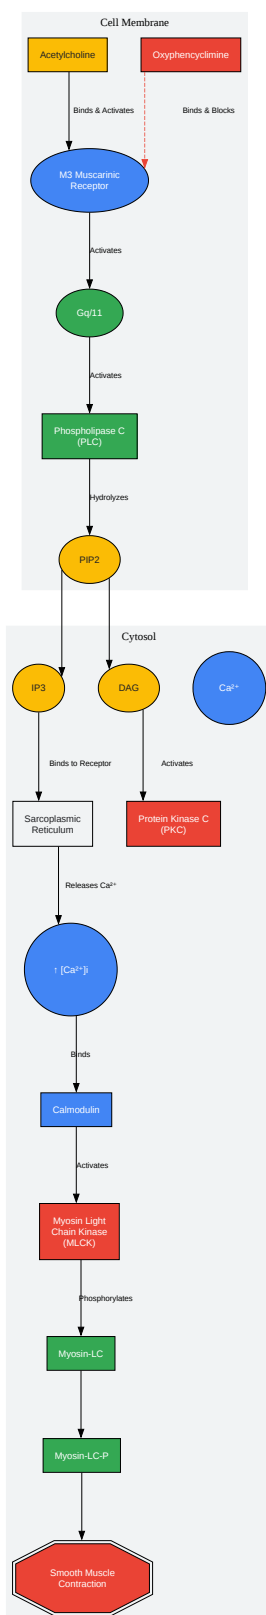 Cell Membrane
Acetylcholine
Oxyphencyclimine
Binds & Activates
Binds & Blocks
M3 Muscarinic
Receptor
Activates
Gq/11
Activates
Phospholipase C
(PLC)
Hydrolyzes
PIP2
Cytosol
IP3
DAG
Ca²⁺
Binds to Receptor
Activates
Sarcoplasmic
Reticulum
Protein Kinase C
(PKC)
Releases Ca²⁺
↑ [Ca²⁺]i
Binds
Calmodulin
Activates
Myosin Light
Chain Kinase
(MLCK)
Phosphorylates
Myosin-LC
Myosin-LC-P
Smooth Muscle
Contraction